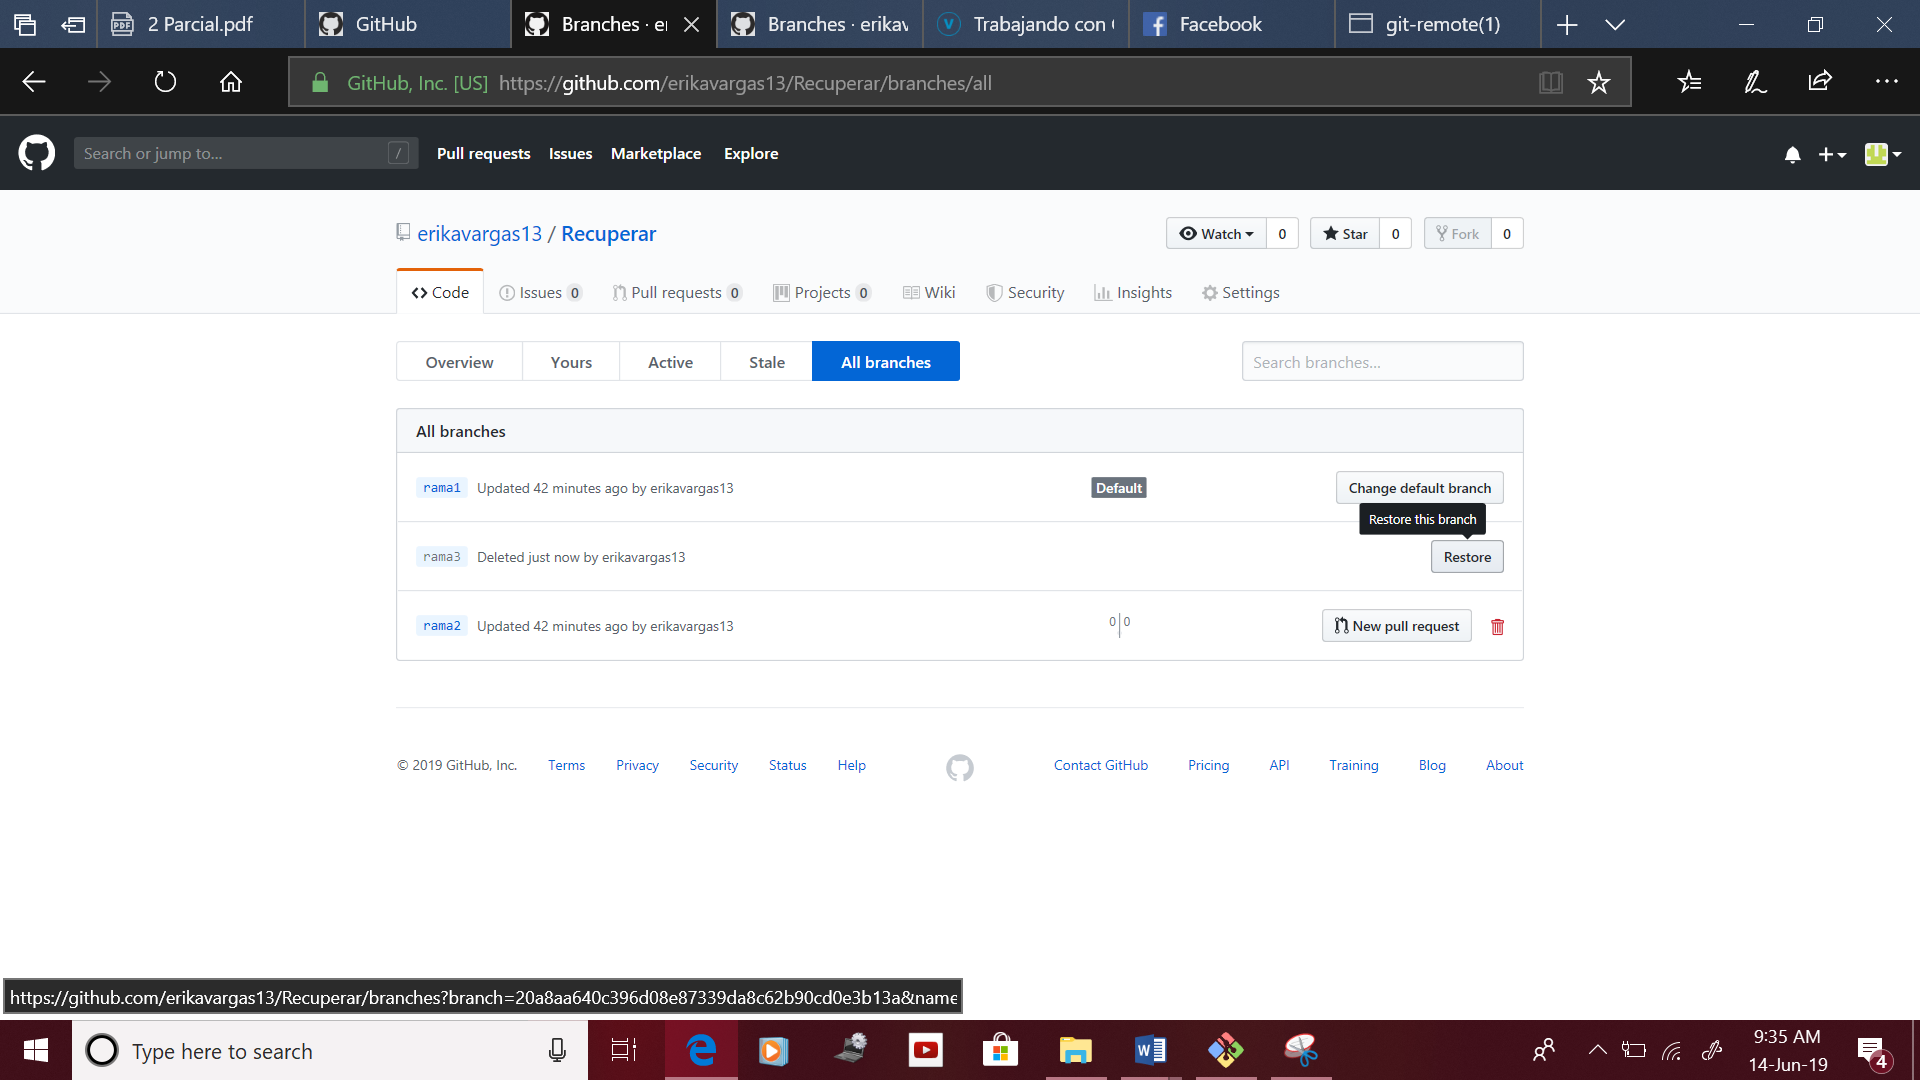 2 Parcial.pdf
GitHub
Branches · er
Branches · erikav
Trabajando con
Facebook
git-remote(1)
GitHub, Inc. [US] https://github.com/erikavargas13/Recuperar/branches/all
Search or jump to... /
Pull requests Issues Marketplace Explore
erikavargas13 / Recuperar
Watch 0 Star 0 Fork 0
Code Issues 0 Pull requests 0 Projects 0 Wiki Security Insights Settings
Overview Yours Active Stale All branches Search branches...
All branches
rama1 Updated 42 minutes ago by erikavargas13 Default Change default branch
Restore this branch
rama3 Deleted just now by erikavargas13 Restore
rama2 Updated 42 minutes ago by erikavargas13 0 0 New pull request
© 2019 GitHub, Inc. Terms Privacy Security Status Help Contact GitHub Pricing API Training Blog About
https://github.com/erikavargas13/Recuperar/branches?branch=20a8aa640c396d08e87339da8c62b90cd0e3b13a&name
Type here to search
9:35 AM
14-Jun-19
4